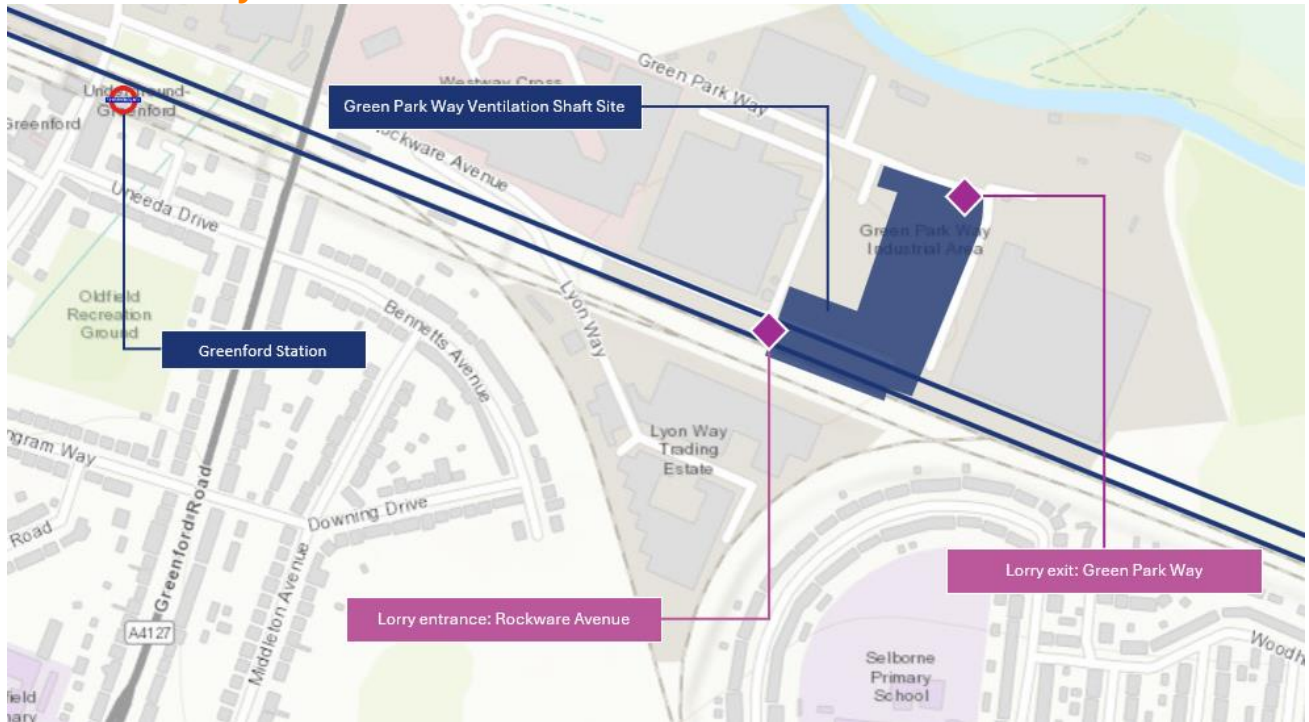 Green Park Way
Westway Cross
Underground-
Greenford
Greenford
Green Park Way Ventilation Shaft Site
Rockware Avenue
Uneeda Drive
Green Park Way
Industrial Area
Oldfield
Recreation
Ground
Bennetts Avenue
Lyon Way
Greenford Station
Lyon Way
Trading
Estate
Road
Greenford Road
Downing Drive
Middleton Avenue
Lorry exit: Green Park Way
Lorry entrance: Rockware Avenue
A4127
Selborne
Primary
School